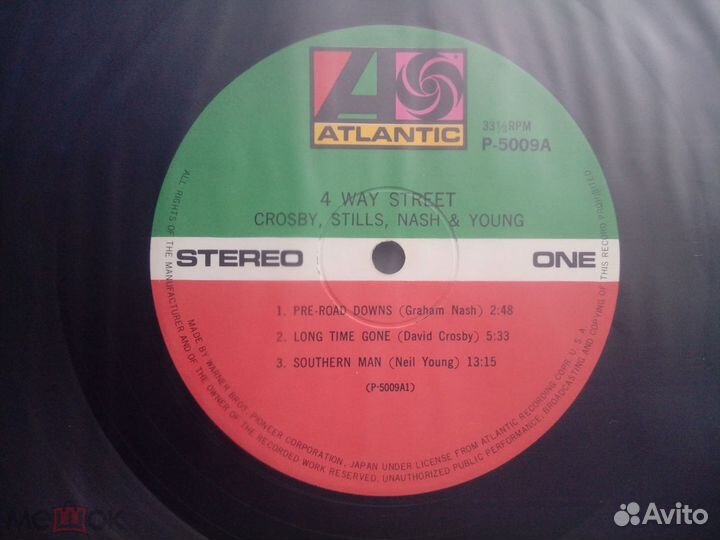 ATLANTIC
33⅓RPM
P-5009A
4 WAY STREET
CROSBY, STILLS, NASH & YOUNG
STEREO
ONE
1. PRE-ROAD DOWNS (Graham Nash) 2:48
2. LONG TIME GONE (David Crosby) 5:33
3. SOUTHERN MAN (Neil Young) 13:15
(P-5009A1)
MADE BY WARNER BROS. PIONEER CORPORATION, JAPAN UNDER LICENSE FROM ATLANTIC RECORDING CORP., U.S.A.
ALL RIGHTS OF THE MANUFACTURER AND OF THE OWNER OF THE RECORDED WORK RESERVED. UNAUTHORIZED PUBLIC PERFORMANCE, BROADCASTING AND COPYING OF THIS RECORD PROHIBITED
мешок
Avito